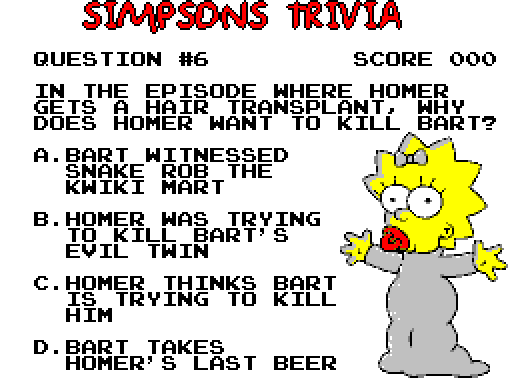 SIMPSONS TRIVIA
QUESTION #6 SCORE 000
IN THE EPISODE WHERE HOMER
GETS A HAIR TRANSPLANT, WHY
DOES HOMER WANT TO KILL BART?
A.BART WITNESSED
SNAKE ROB THE
KWIKI MART
B.HOMER WAS TRYING
TO KILL BART'S
EVIL TWIN
C.HOMER THINKS BART
IS TRYING TO KILL
HIM
D.BART TAKES
HOMER'S LAST BEER